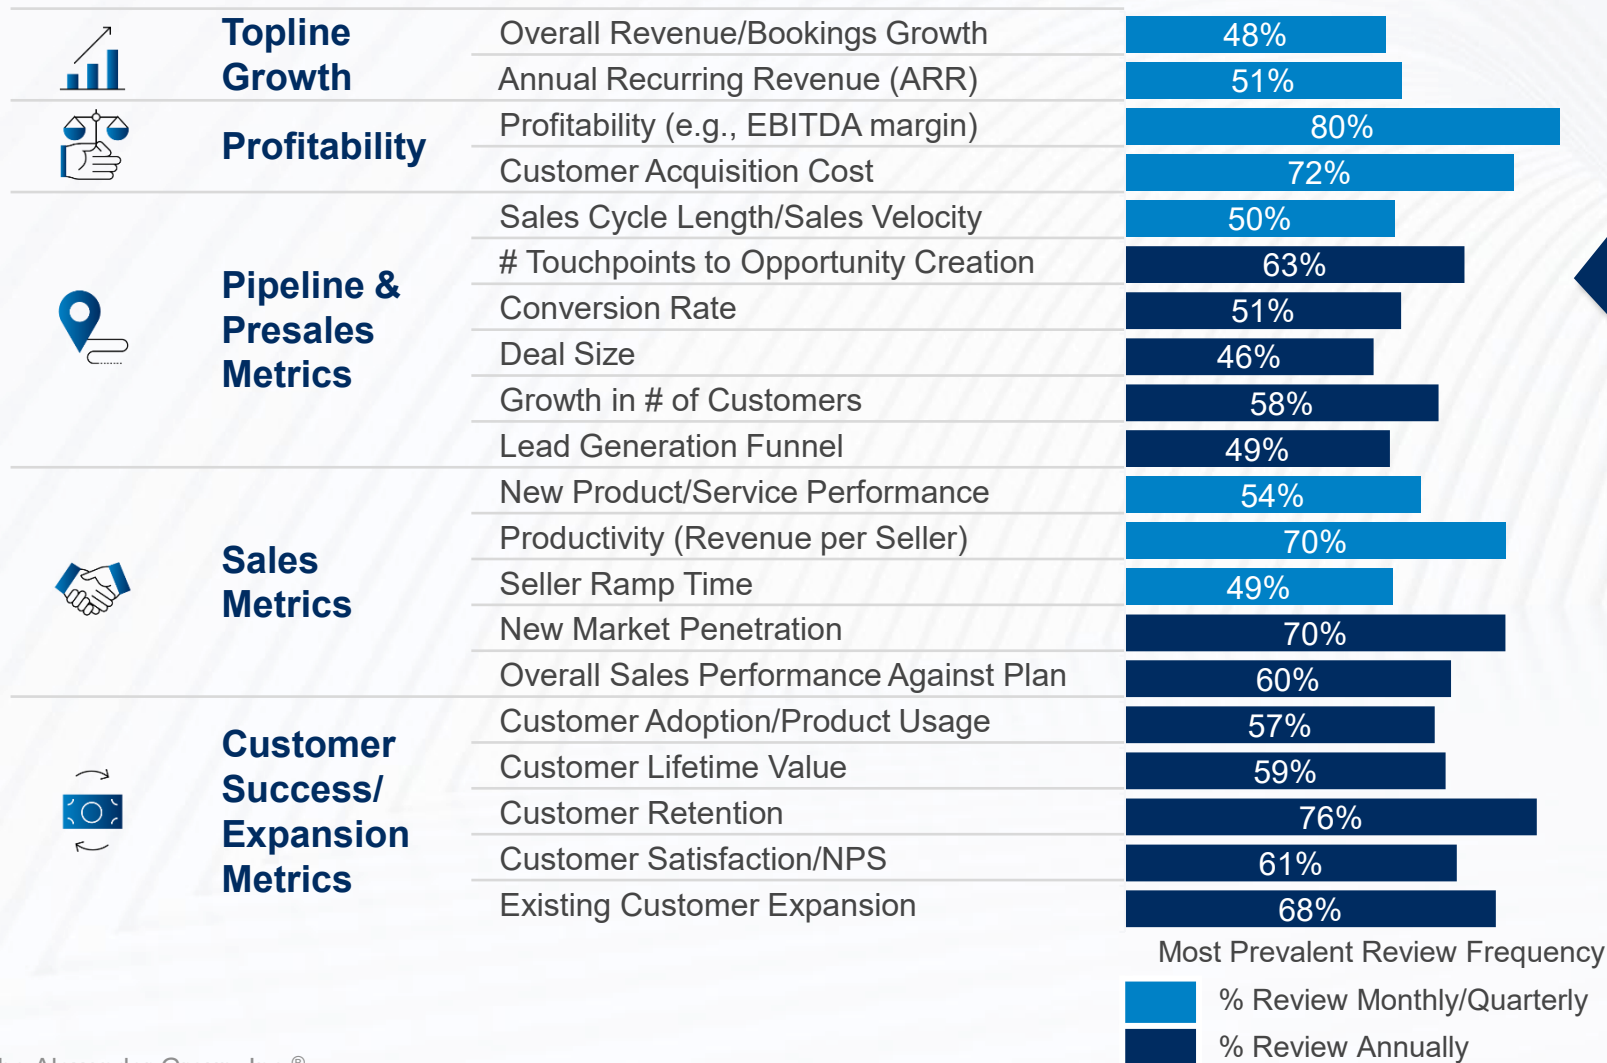 Topline
Growth
Overall Revenue/Bookings Growth 48%
Annual Recurring Revenue (ARR) 51%
Profitability
Profitability (e.g., EBITDA margin) 80%
Customer Acquisition Cost 72%
Pipeline &
Presales
Metrics
Sales Cycle Length/Sales Velocity 50%
# Touchpoints to Opportunity Creation 63%
Conversion Rate 51%
Deal Size 46%
Growth in # of Customers 58%
Lead Generation Funnel 49%
Sales
Metrics
New Product/Service Performance 54%
Productivity (Revenue per Seller) 70%
Seller Ramp Time 49%
New Market Penetration 70%
Overall Sales Performance Against Plan 60%
Customer
Success/
Expansion
Metrics
Customer Adoption/Product Usage 57%
Customer Lifetime Value 59%
Customer Retention 76%
Customer Satisfaction/NPS 61%
Existing Customer Expansion 68%
Most Prevalent Review Frequency
% Review Monthly/Quarterly
% Review Annually